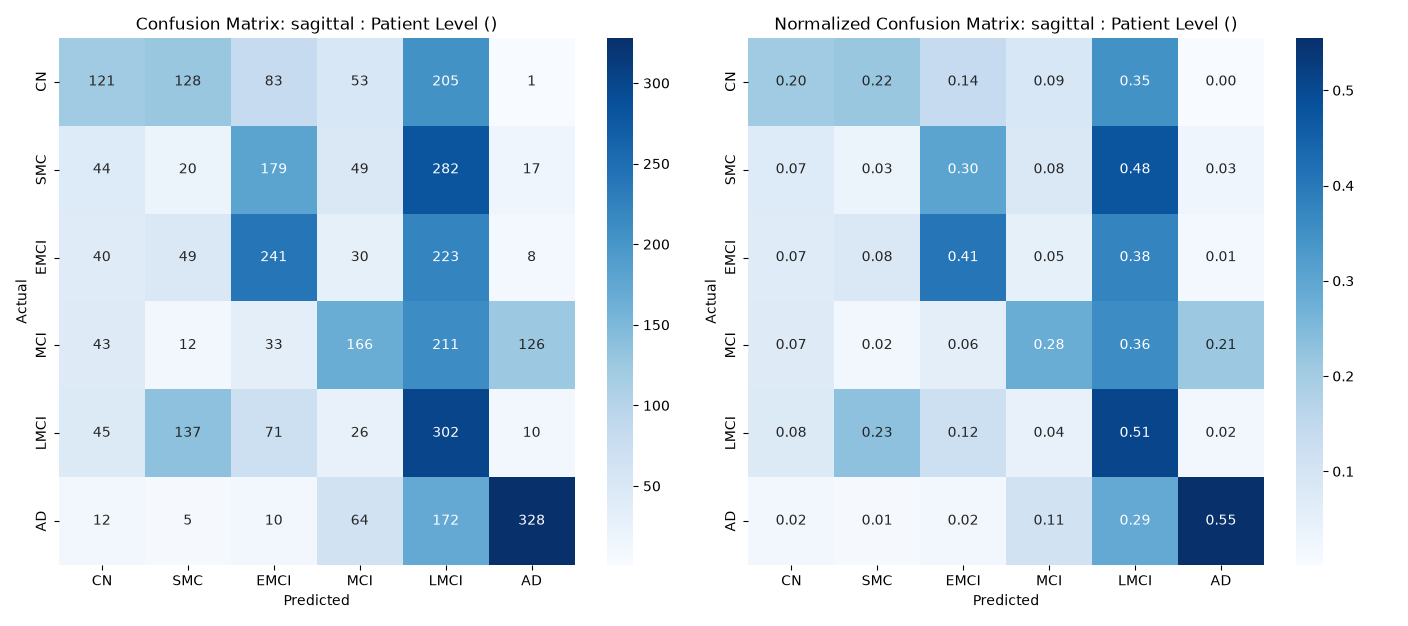 Confusion Matrix: sagittal : Patient Level ()
CN 121 128 83 53 205 1
SMC 44 20 179 49 282 17
EMCI 40 49 241 30 223 8
MCI 43 12 33 166 211 126
LMCI 45 137 71 26 302 10
AD 12 5 10 64 172 328
CN SMC EMCI MCI LMCI AD
Predicted
Actual
300
250
200
150
100
50
Normalized Confusion Matrix: sagittal : Patient Level ()
CN 0.20 0.22 0.14 0.09 0.35 0.00
SMC 0.07 0.03 0.30 0.08 0.48 0.03
EMCI 0.07 0.08 0.41 0.05 0.38 0.01
MCI 0.07 0.02 0.06 0.28 0.36 0.21
LMCI 0.08 0.23 0.12 0.04 0.51 0.02
AD 0.02 0.01 0.02 0.11 0.29 0.55
CN SMC EMCI MCI LMCI AD
Predicted
Actual
0.5
0.4
0.3
0.2
0.1